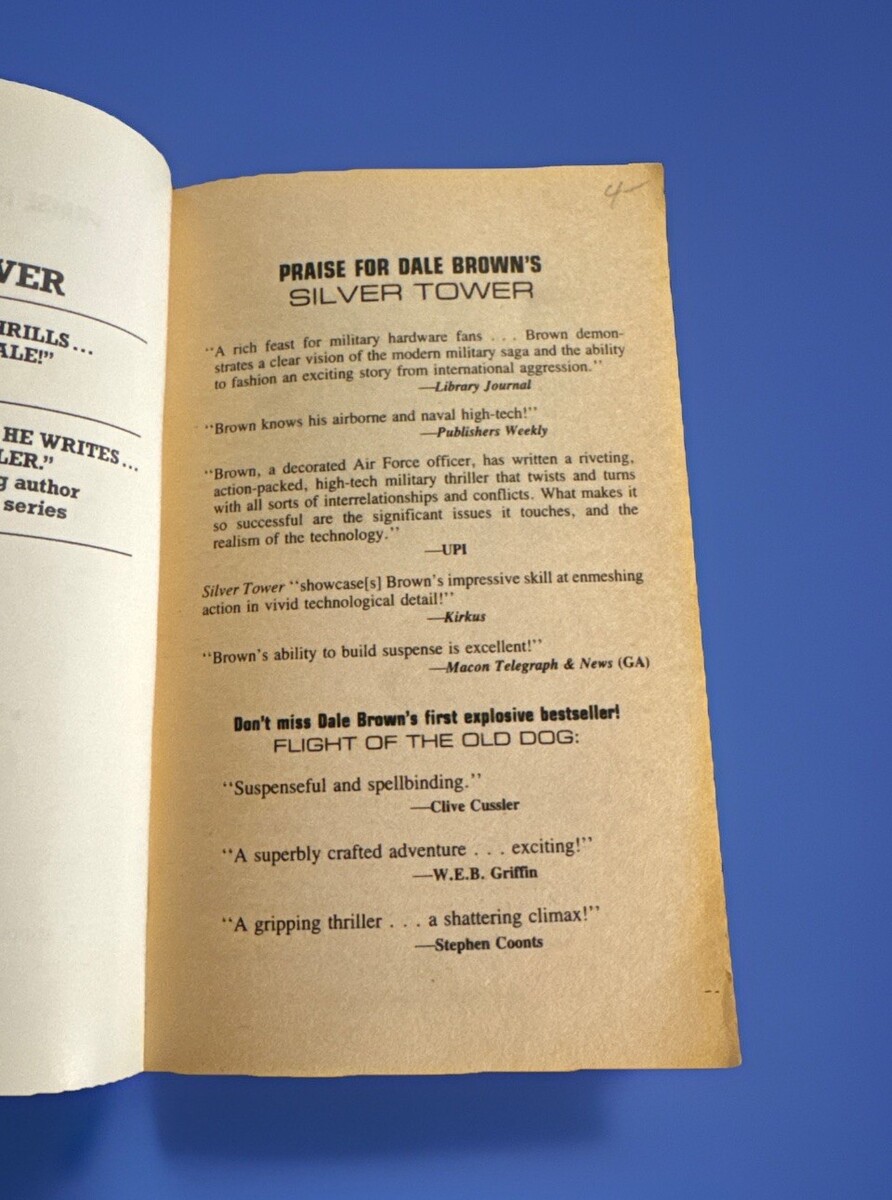 VER
HRILLS...
ALE!”
HE WRITES...
LER.”
g author
series
4
PRAISE FOR DALE BROWN'S
SILVER TOWER
“A rich feast for military hardware fans . . . Brown demon-
strates a clear vision of the modern military saga and the ability
to fashion an exciting story from international aggression.”
—Library Journal
“Brown knows his airborne and naval high-tech!”
—Publishers Weekly
“Brown, a decorated Air Force officer, has written a riveting,
action-packed, high-tech military thriller that twists and turns
with all sorts of interrelationships and conflicts. What makes it
so successful are the significant issues it touches, and the
realism of the technology.”
—UPI
Silver Tower “showcase[s] Brown’s impressive skill at enmeshing
action in vivid technological detail!”
—Kirkus
“Brown’s ability to build suspense is excellent!”
—Macon Telegraph & News (GA)
Don't miss Dale Brown's first explosive bestseller!
FLIGHT OF THE OLD DOG:
“Suspenseful and spellbinding.”
—Clive Cussler
“A superbly crafted adventure . . . exciting!”
—W.E.B. Griffin
“A gripping thriller . . . a shattering climax!”
—Stephen Coonts